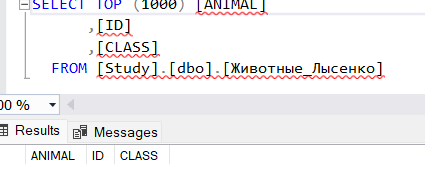 SELECT TOP (1000) [ANIMAL]
,[ID]
,[CLASS]
FROM [Study].[dbo].[Животные_Лысенко]
00 %
Results Messages
ANIMAL ID CLASS